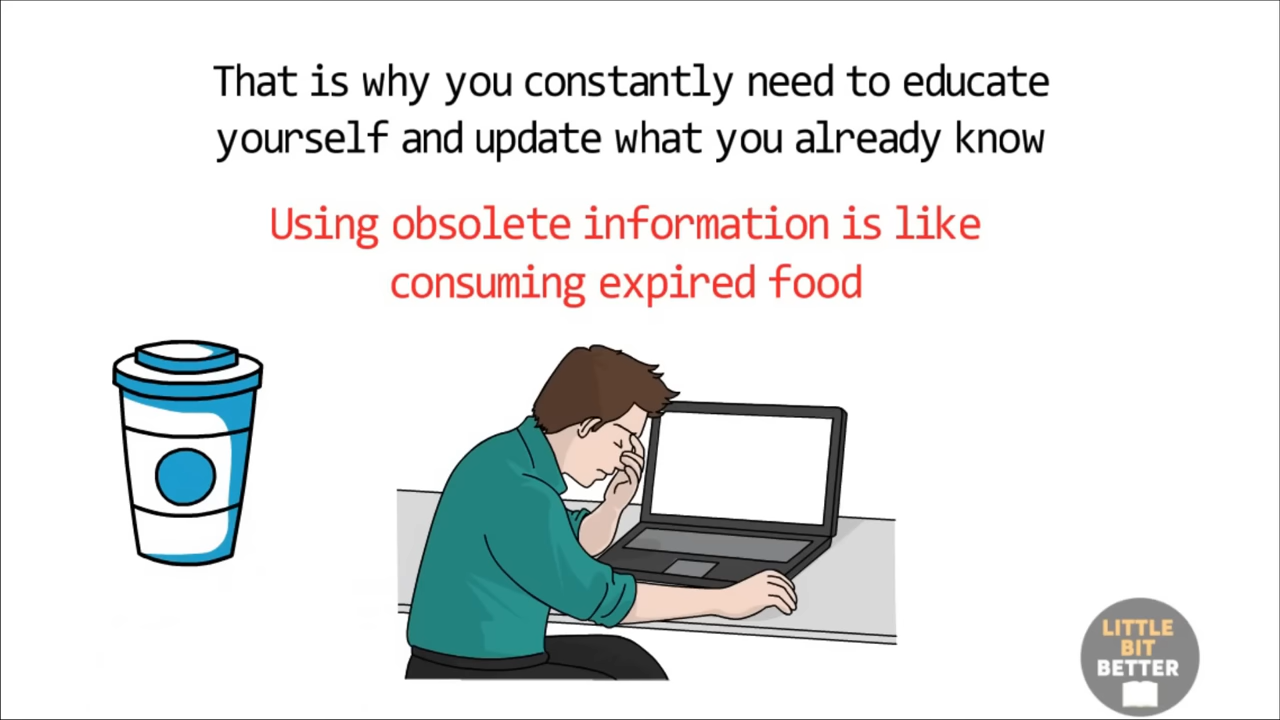 That is why you constantly need to educate
yourself and update what you already know
Using obsolete information is like
consuming expired food
LITTLE
BIT
BETTER